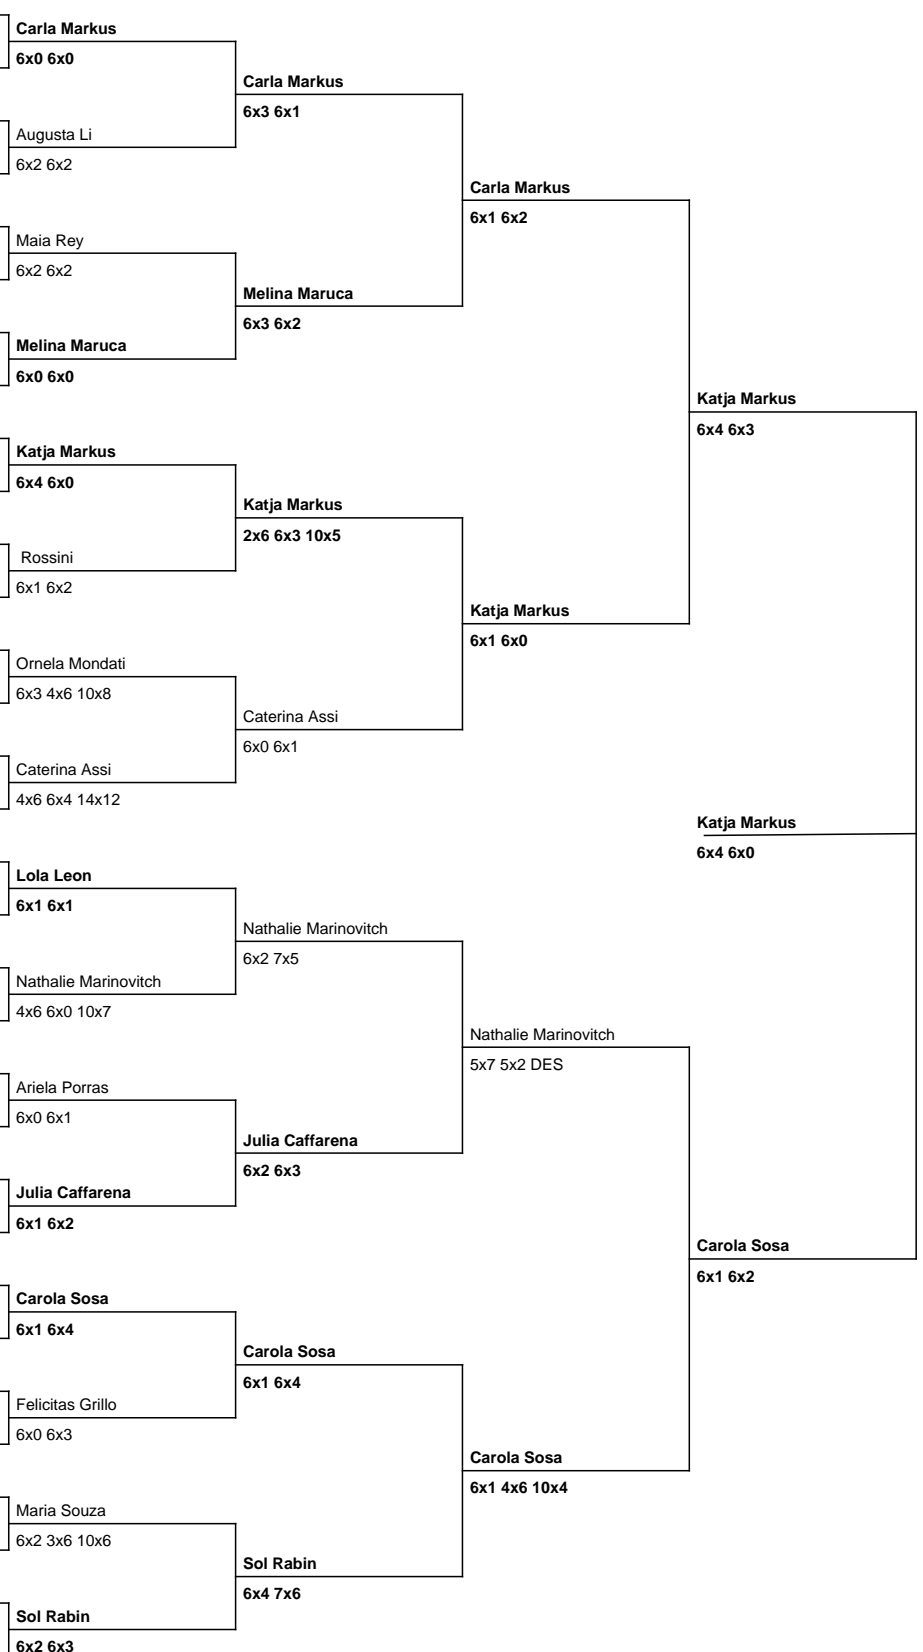 Carla Markus
6x0 6x0
Carla Markus
6x3 6x1
Augusta Li
6x2 6x2
Carla Markus
6x1 6x2
Maia Rey
6x2 6x2
Melina Maruca
6x3 6x2
Melina Maruca
6x0 6x0
Katja Markus
6x4 6x3
Katja Markus
6x4 6x0
Katja Markus
2x6 6x3 10x5
Rossini
6x1 6x2
Katja Markus
6x1 6x0
Ornela Mondati
6x3 4x6 10x8
Caterina Assi
6x0 6x1
Caterina Assi
4x6 6x4 14x12
Katja Markus
6x4 6x0
Lola Leon
6x1 6x1
Nathalie Marinovitch
6x2 7x5
Nathalie Marinovitch
4x6 6x0 10x7
Nathalie Marinovitch
5x7 5x2 DES
Ariela Porras
6x0 6x1
Julia Caffarena
6x2 6x3
Julia Caffarena
6x1 6x2
Carola Sosa
6x1 6x2
Carola Sosa
6x1 6x4
Carola Sosa
6x1 6x4
Felicitas Grillo
6x0 6x3
Carola Sosa
6x1 4x6 10x4
Maria Souza
6x2 3x6 10x6
Sol Rabin
6x4 7x6
Sol Rabin
6x2 6x3